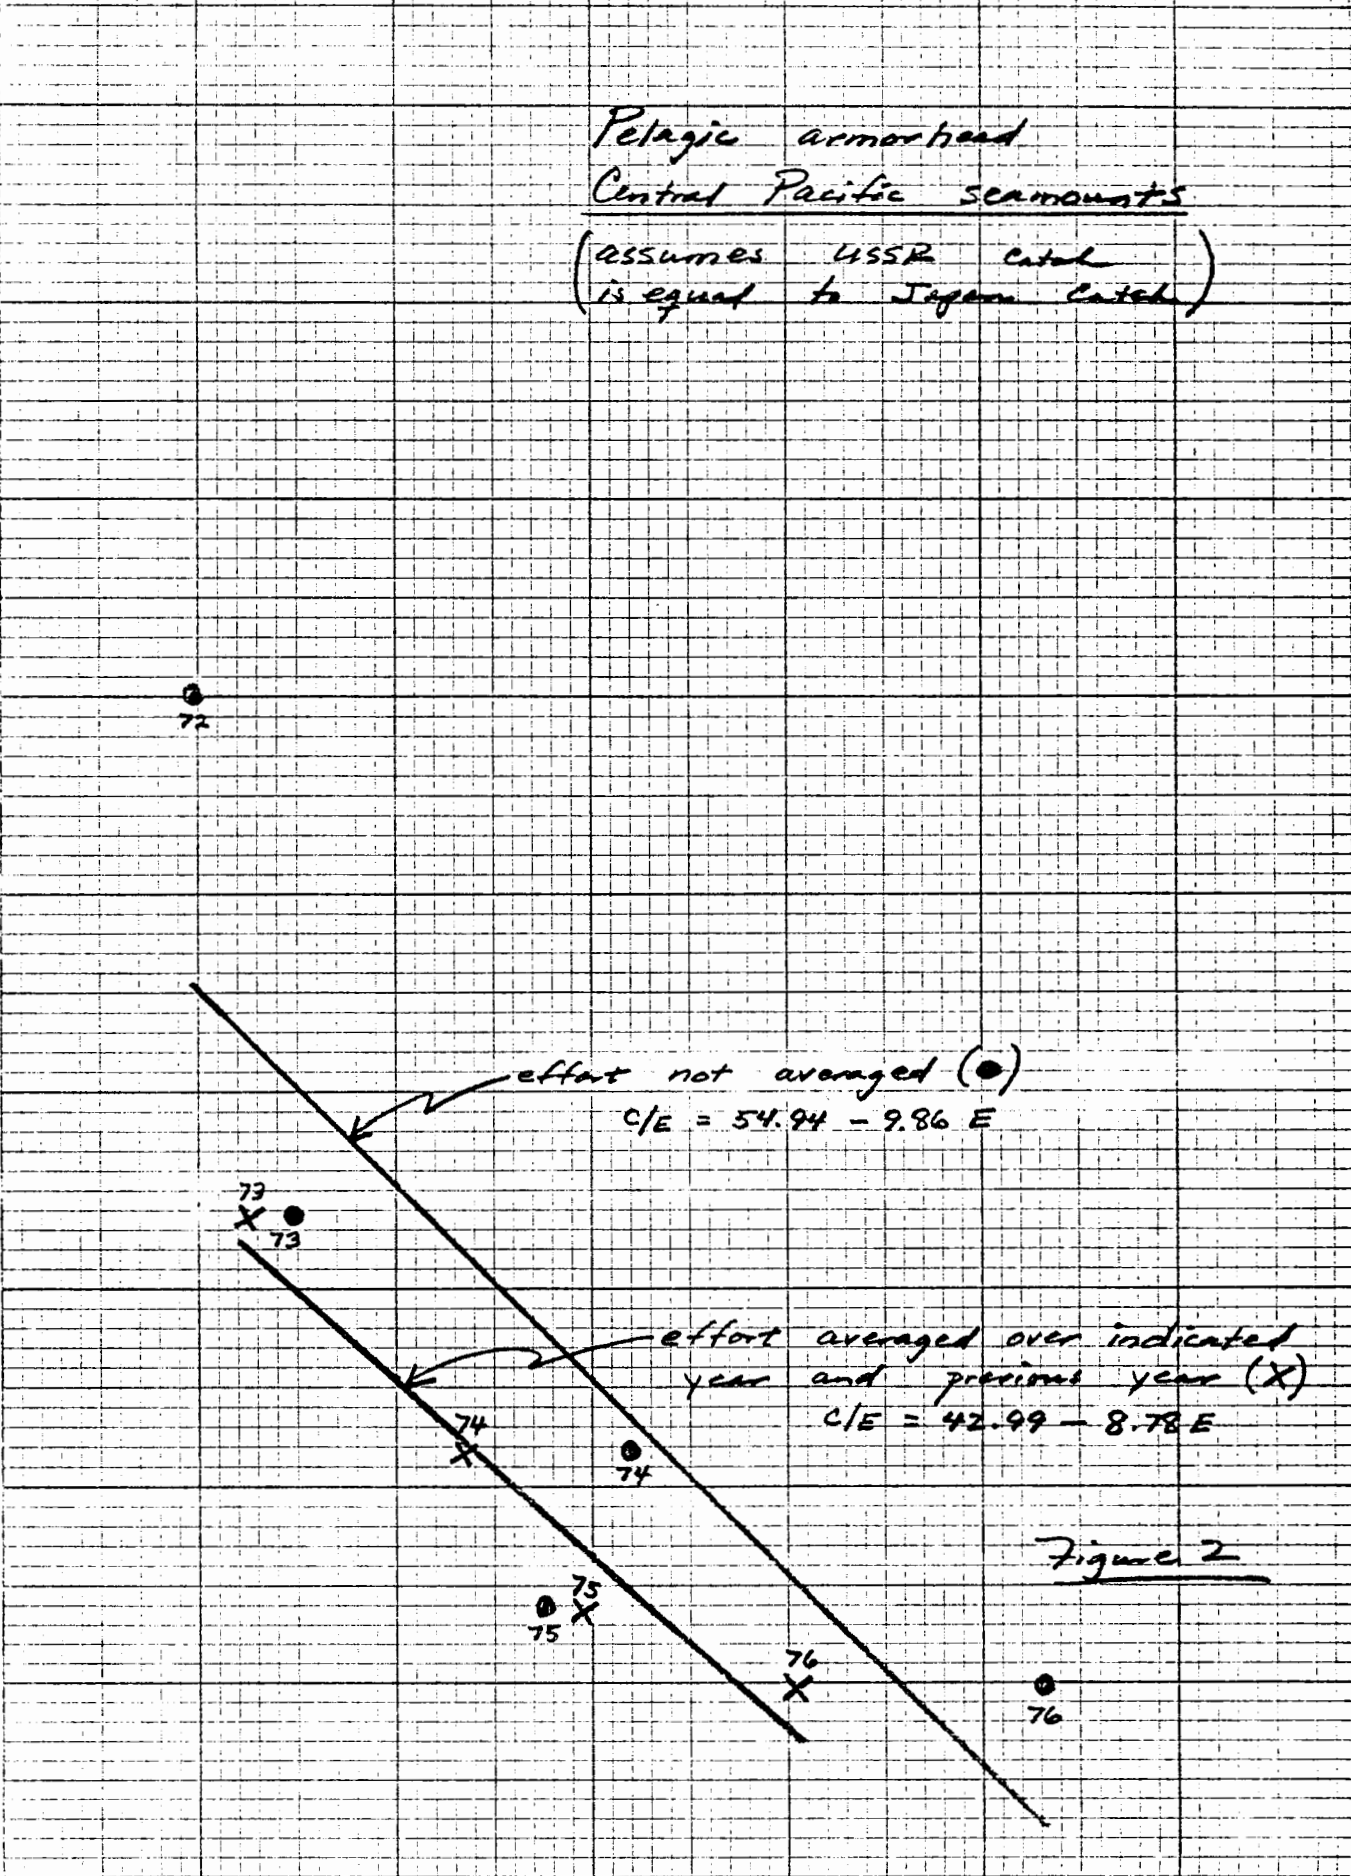 Pelagic armorhead
Central Pacific seamounts
(assumes USSR catch
is equal to Japan catch)
72
effort not averaged (●)
C/E = 54.94 - 9.86 E
73
X
73
effort averaged over indicated
year and previous year (X)
C/E = 42.99 - 8.78 E
74
X
74
Figure 2
75
X
75
76
X
76